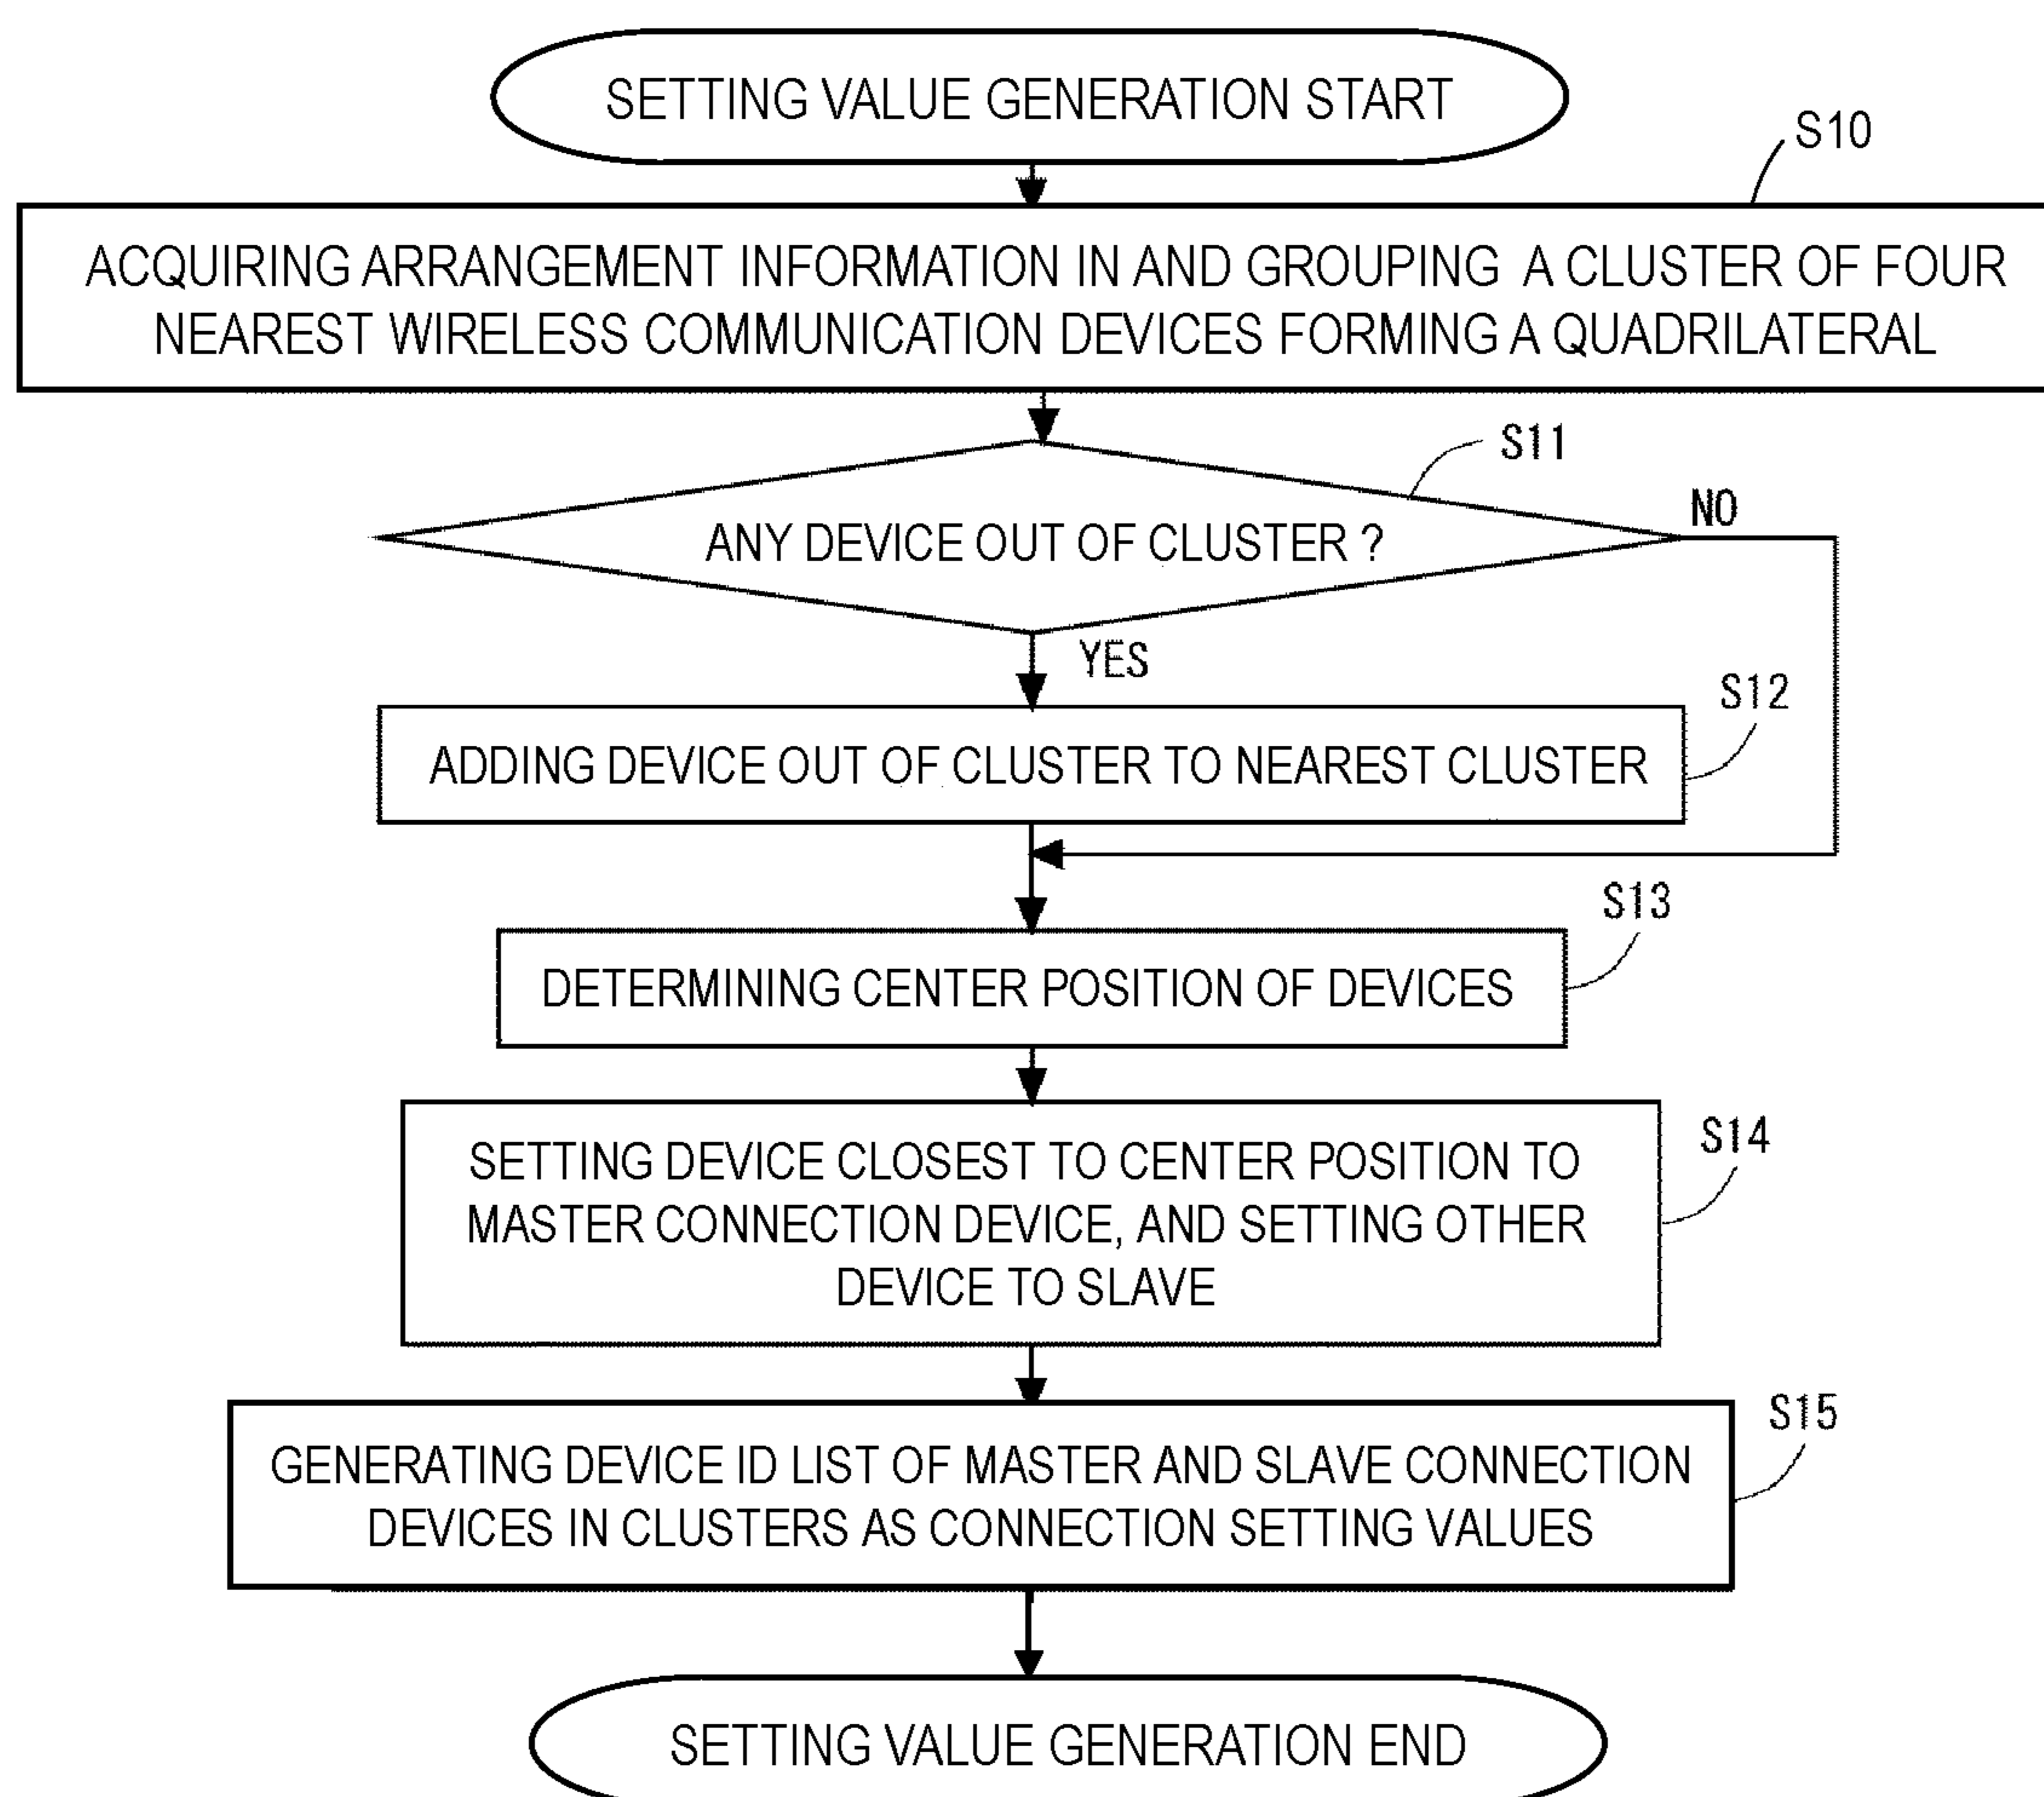 SETTING VALUE GENERATION START
S10
ACQUIRING ARRANGEMENT INFORMATION IN AND GROUPING A CLUSTER OF FOUR
NEAREST WIRELESS COMMUNICATION DEVICES FORMING A QUADRILATERAL
S11
NO
ANY DEVICE OUT OF CLUSTER ?
YES
S12
ADDING DEVICE OUT OF CLUSTER TO NEAREST CLUSTER
S13
DETERMINING CENTER POSITION OF DEVICES
S14
SETTING DEVICE CLOSEST TO CENTER POSITION TO
MASTER CONNECTION DEVICE, AND SETTING OTHER
DEVICE TO SLAVE
S15
GENERATING DEVICE ID LIST OF MASTER AND SLAVE CONNECTION
DEVICES IN CLUSTERS AS CONNECTION SETTING VALUES
SETTING VALUE GENERATION END